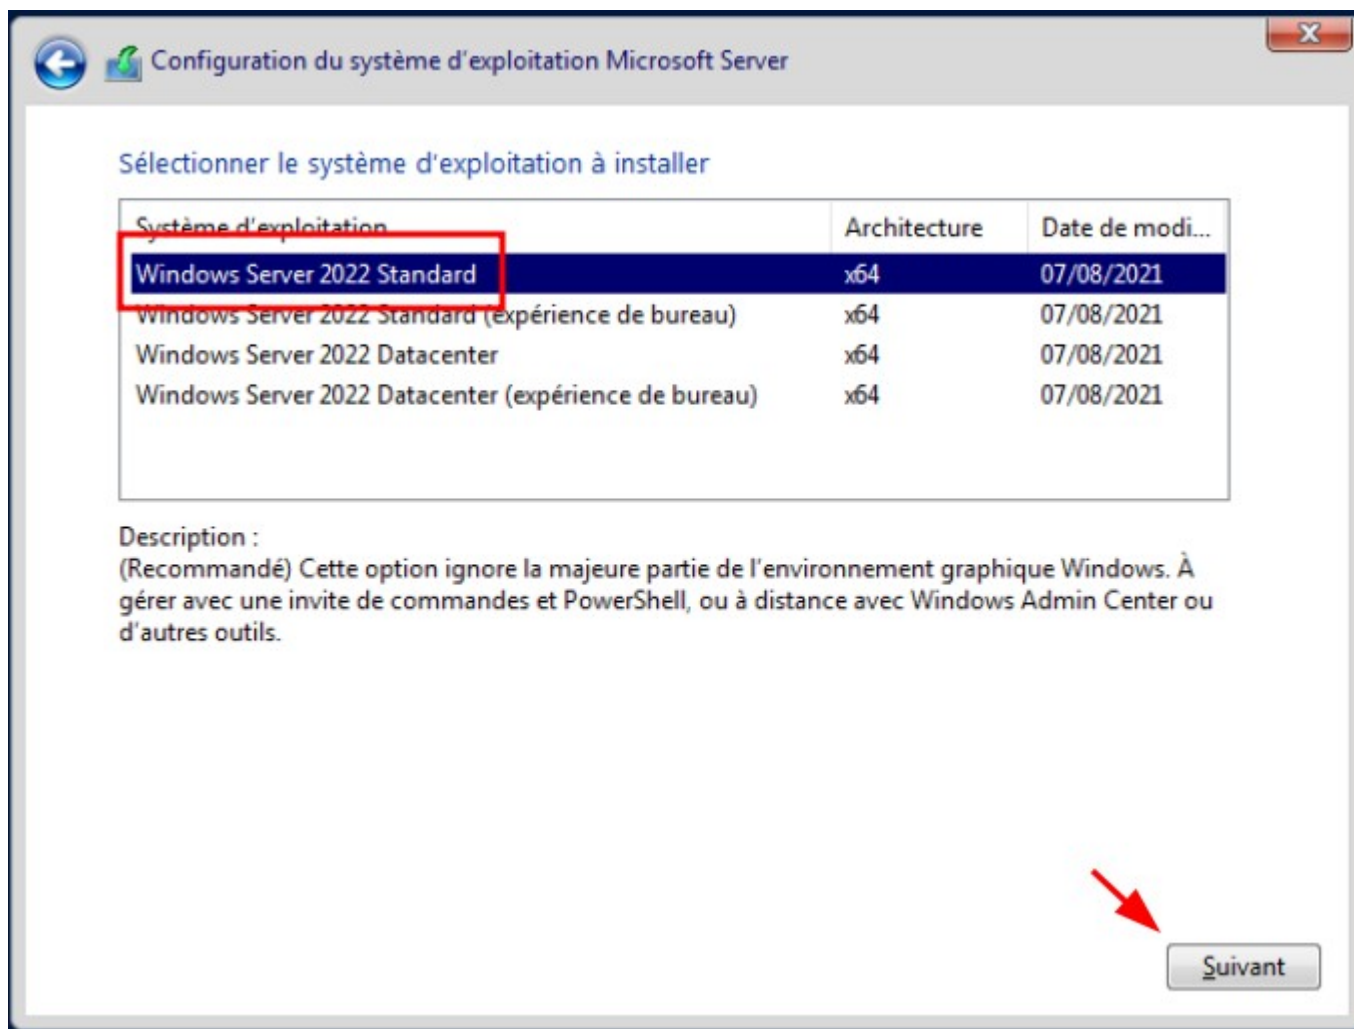 Configuration du système d'exploitation Microsoft Server
Sélectionner le système d'exploitation à installer
Système d'exploitation Architecture Date de modi...
Windows Server 2022 Standard x64 07/08/2021
Windows Server 2022 Standard (expérience de bureau) x64 07/08/2021
Windows Server 2022 Datacenter x64 07/08/2021
Windows Server 2022 Datacenter (expérience de bureau) x64 07/08/2021
Description :
(Recommandé) Cette option ignore la majeure partie de l'environnement graphique Windows. À
gérer avec une invite de commandes et PowerShell, ou à distance avec Windows Admin Center ou
d'autres outils.
Suivant